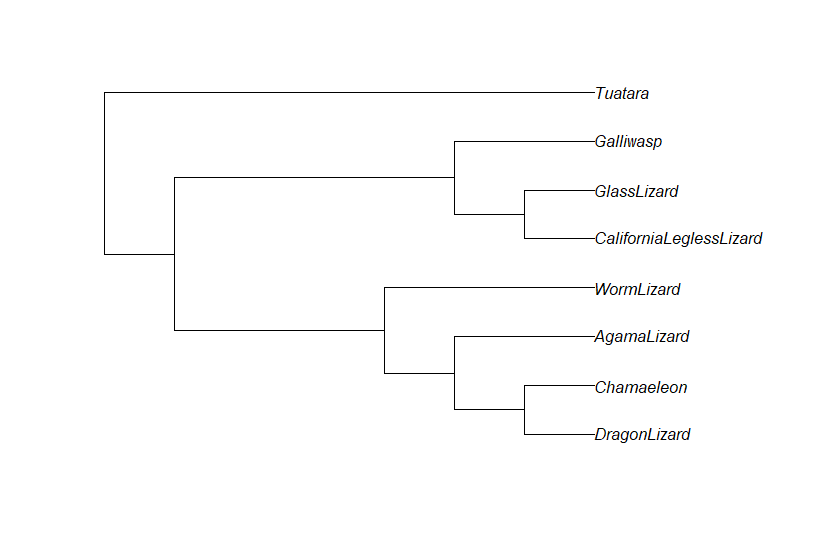 Tuatara
Galliwasp
GlassLizard
CaliforniaLeglessLizard
WormLizard
AgamaLizard
Chamaeleon
DragonLizard